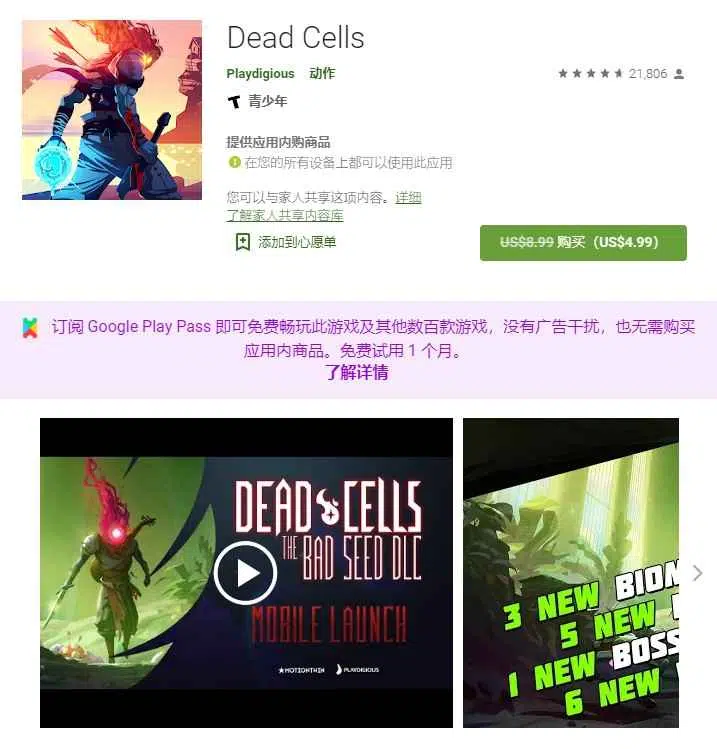 Dead Cells
Playdigious 动作
21,806
青少年
提供应用内购商品
在您的所有设备上都可以使用此应用
您可以与家人共享这项内容。详细
了解家人共享内容库
添加到心愿单
US$8.99 购买（US$4.99）
订阅 Google Play Pass 即可免费畅玩此游戏及其他数百款游戏，没有广告干扰，也无需购买
应用内商品。免费试用 1 个月。
了解详情
DEAD CELLS
THE BAD SEED DLC
MOBILE LAUNCH
MOTIONTWIN PLAYDIGIOUS
3 NEW BIOM
5 NEW
1 NEW BOSS
6 NEW